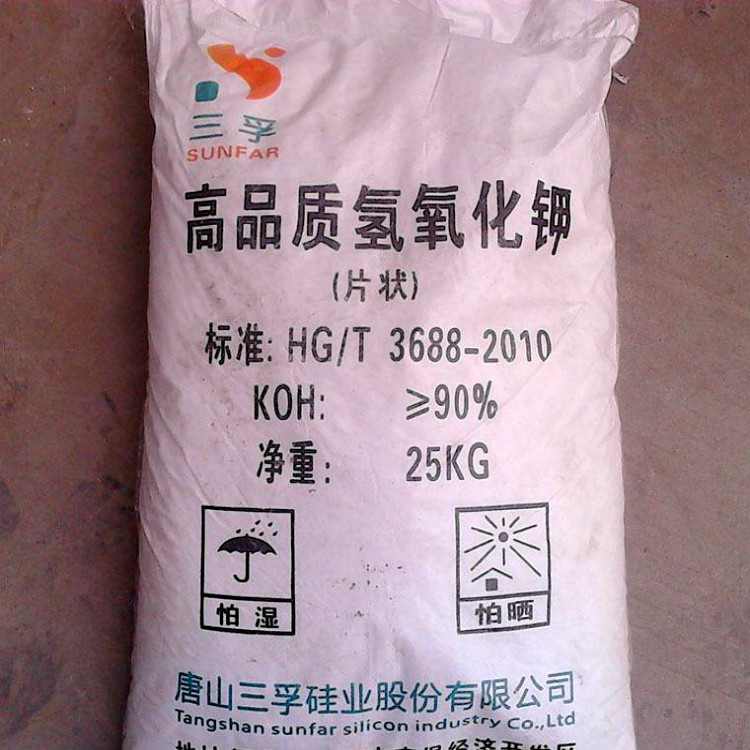 三孚
SUNFAR
高品质氢氧化钾
(片状)
标准: HG/T 3688-2010
KOH: ≥90%
净重: 25KG
怕湿 怕晒
唐山三孚硅业股份有限公司
Tangshan sunfar silicon industry Co.,Ltd